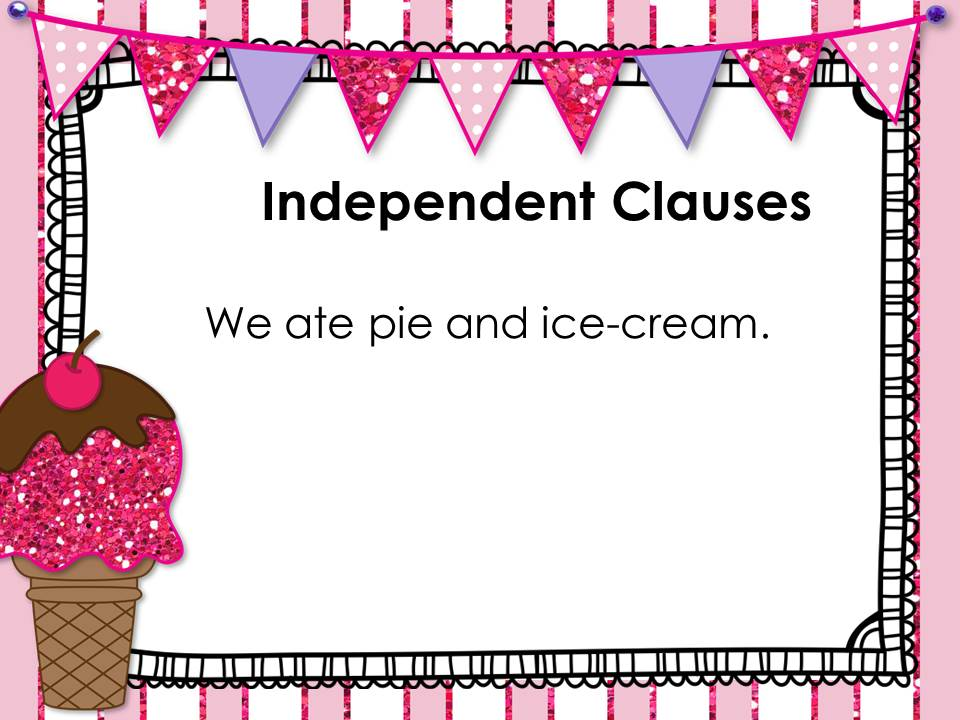 Independent Clauses
We ate pie and ice-cream.